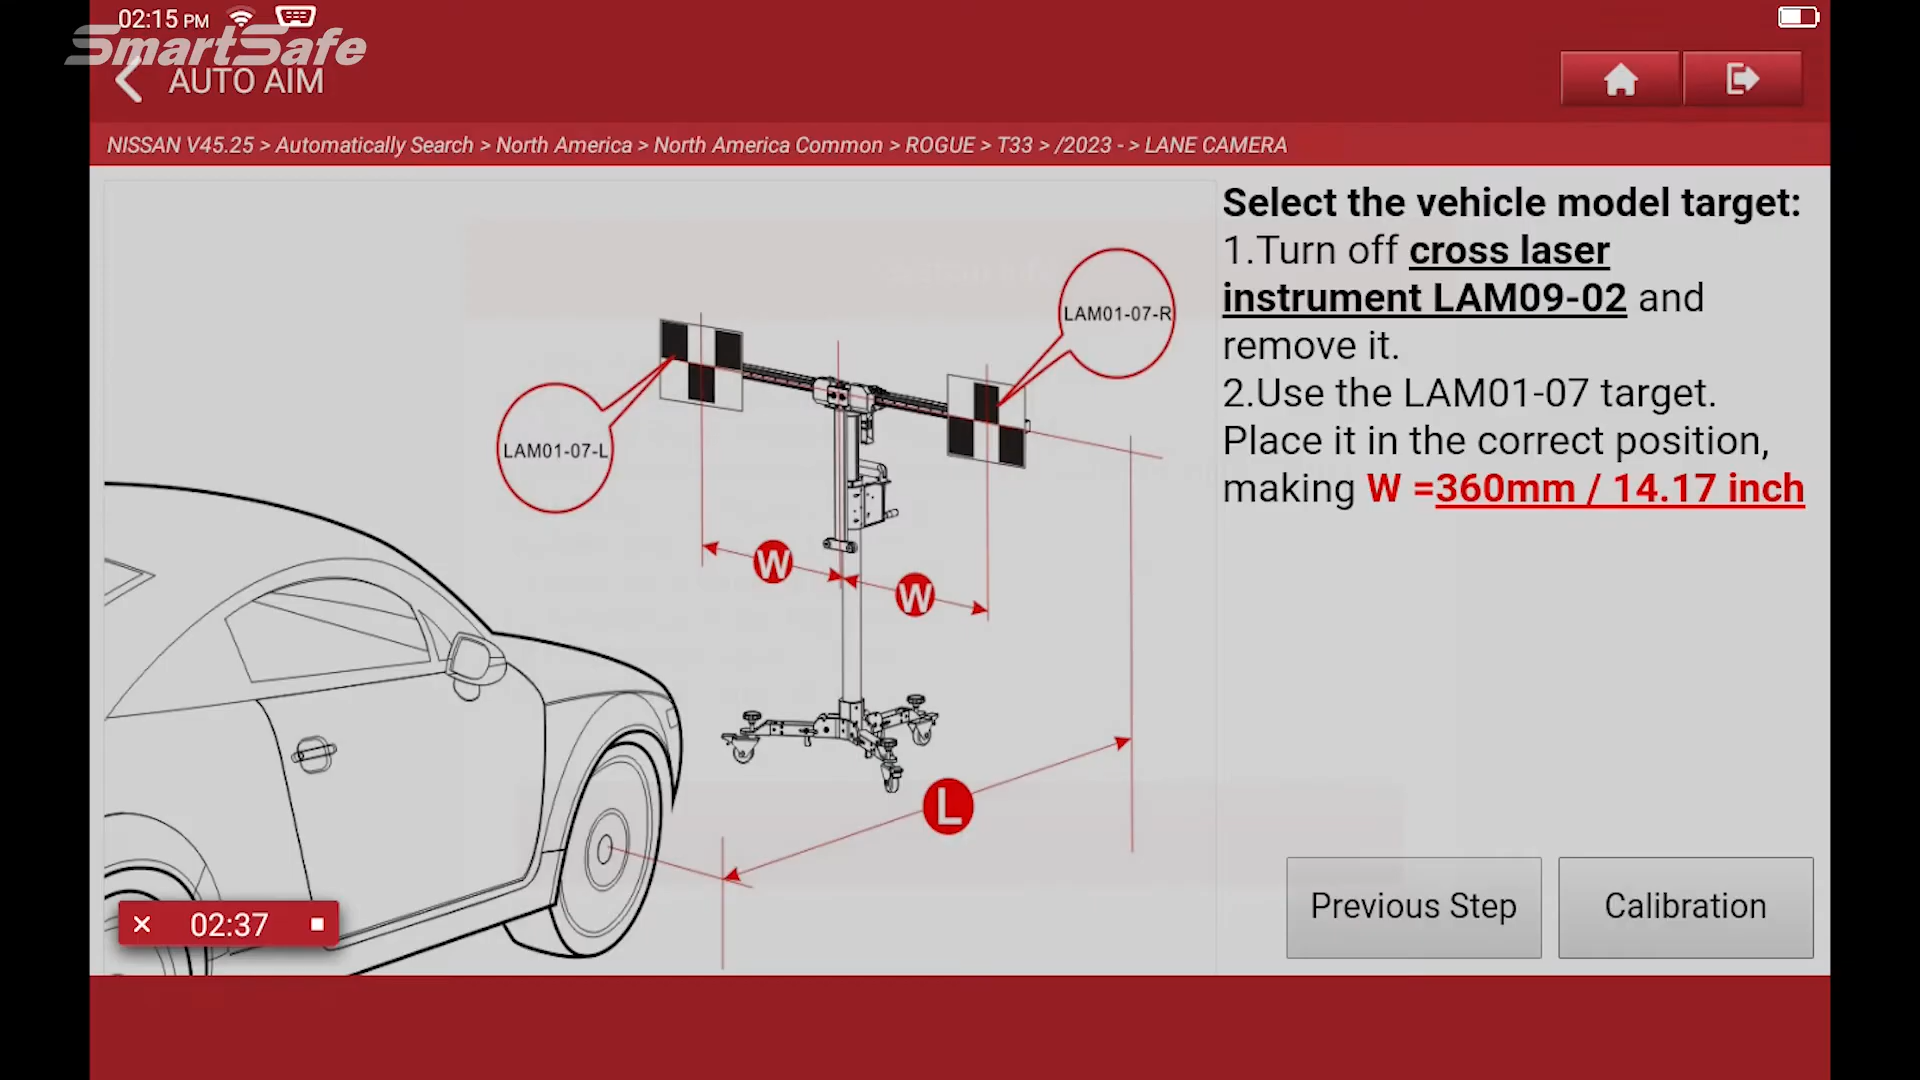 02:15 PM
SmartSafe
AUTO AIM
NISSAN V45.25 > Automatically Search > North America > North America Common > ROGUE > T33 > /2023 - > LANE CAMERA
Select the vehicle model target:
1.Turn off cross laser
instrument LAM09-02 and
remove it.
2.Use the LAM01-07 target.
Place it in the correct position,
making W =360mm / 14.17 inch
LAM01-07-R
LAM01-07-L
W
W
L
02:37
Previous Step
Calibration